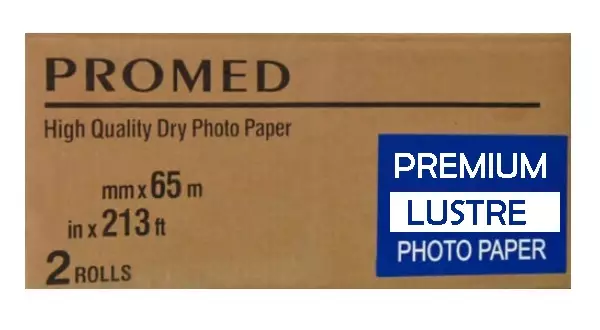 PROMED
High Quality Dry Photo Paper
mm x 65 m
in x 213 ft
2 ROLLS
PREMIUM
LUSTRE
PHOTO PAPER